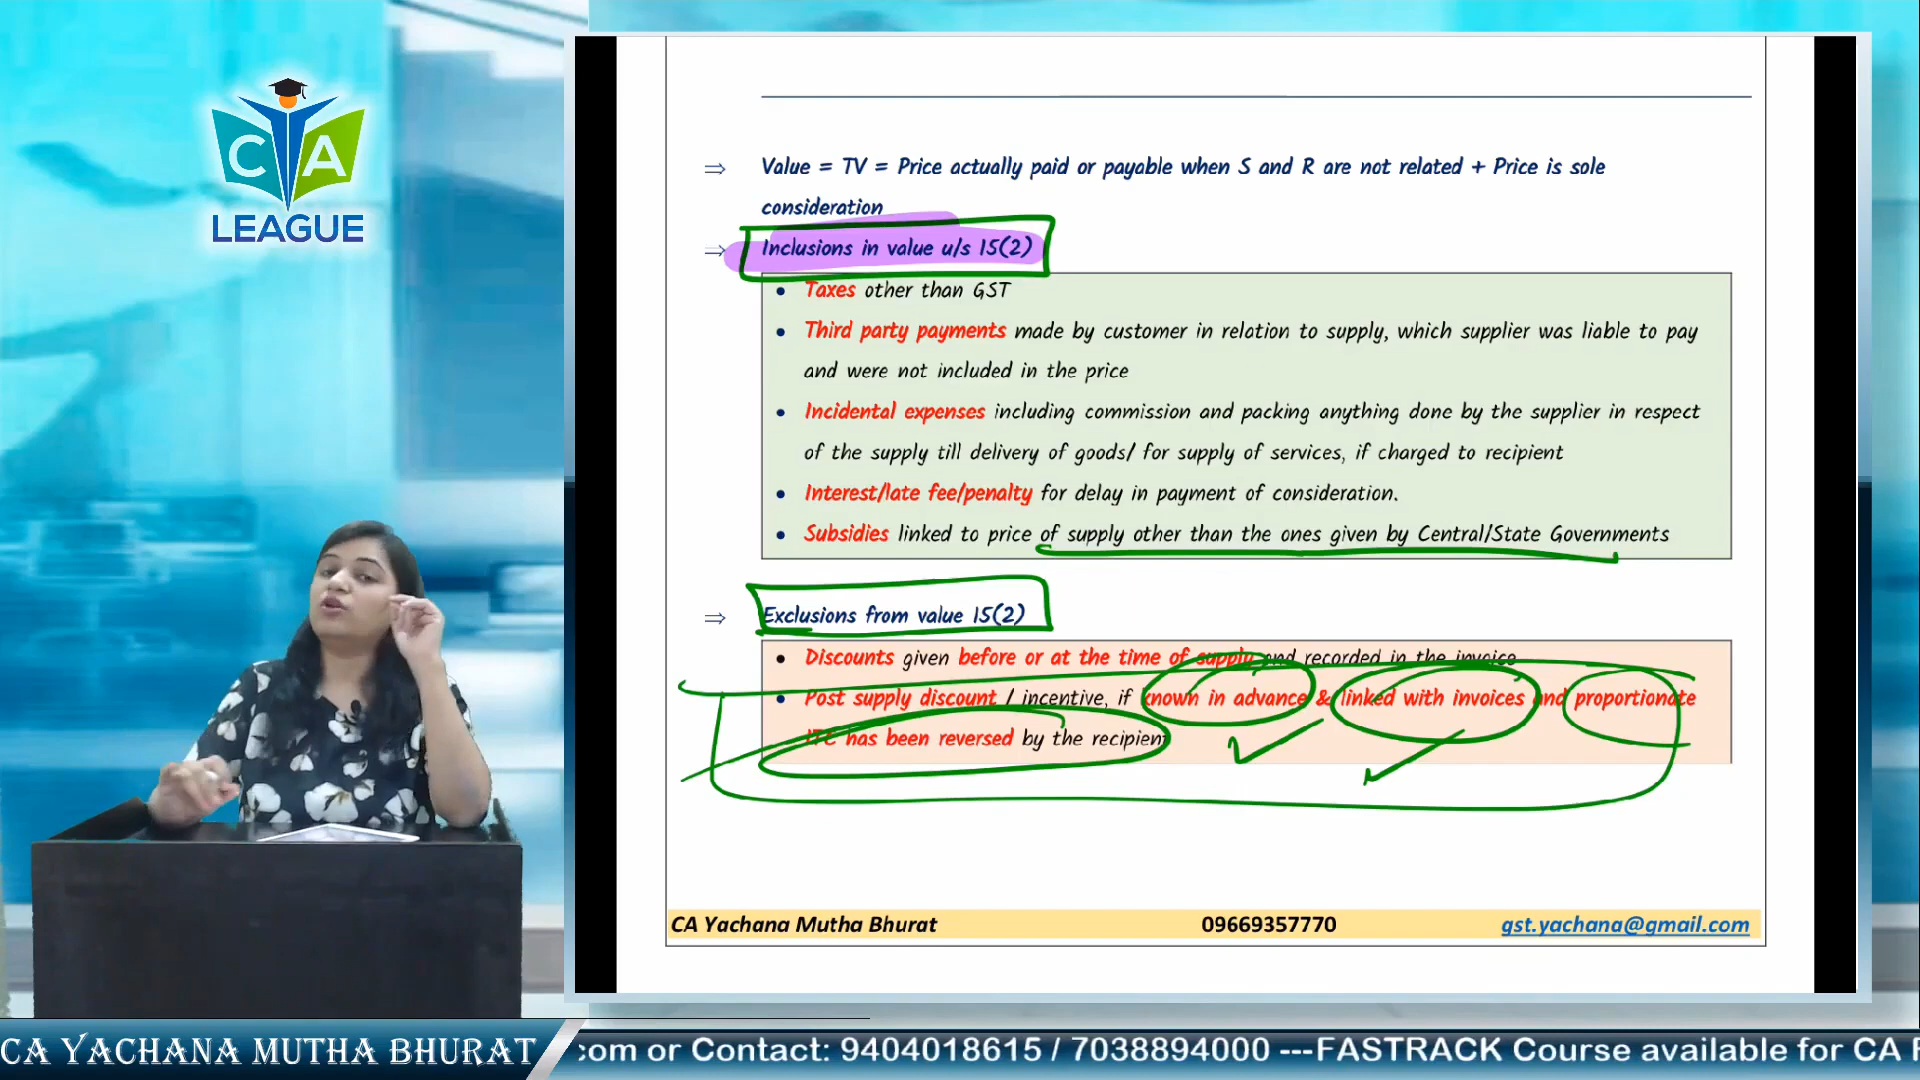 CA
LEAGUE
⇒ Value = TV = Price actually paid or payable when S and R are not related + Price is sole
consideration
⇒ Inclusions in value u/s 15(2)
• Taxes other than GST
• Third party payments made by customer in relation to supply, which supplier was liable to pay
and were not included in the price
• Incidental expenses including commission and packing anything done by the supplier in respect
of the supply till delivery of goods/ for supply of services, if charged to recipient
• Interest/late fee/penalty for delay in payment of consideration.
• Subsidies linked to price of supply other than the ones given by Central/State Governments
⇒ Exclusions from value 15(2)
• Discounts given before or at the time of supply and recorded in the invoice
• Post supply discount / incentive, if known in advance & linked with invoices and proportionate
ITC has been reversed by the recipient
CA Yachana Mutha Bhurat 09669357770 gst.yachana@gmail.com
CA YACHANA MUTHA BHURAT
:com or Contact: 9404018615 / 7038894000 ---FASTRACK Course available for CA